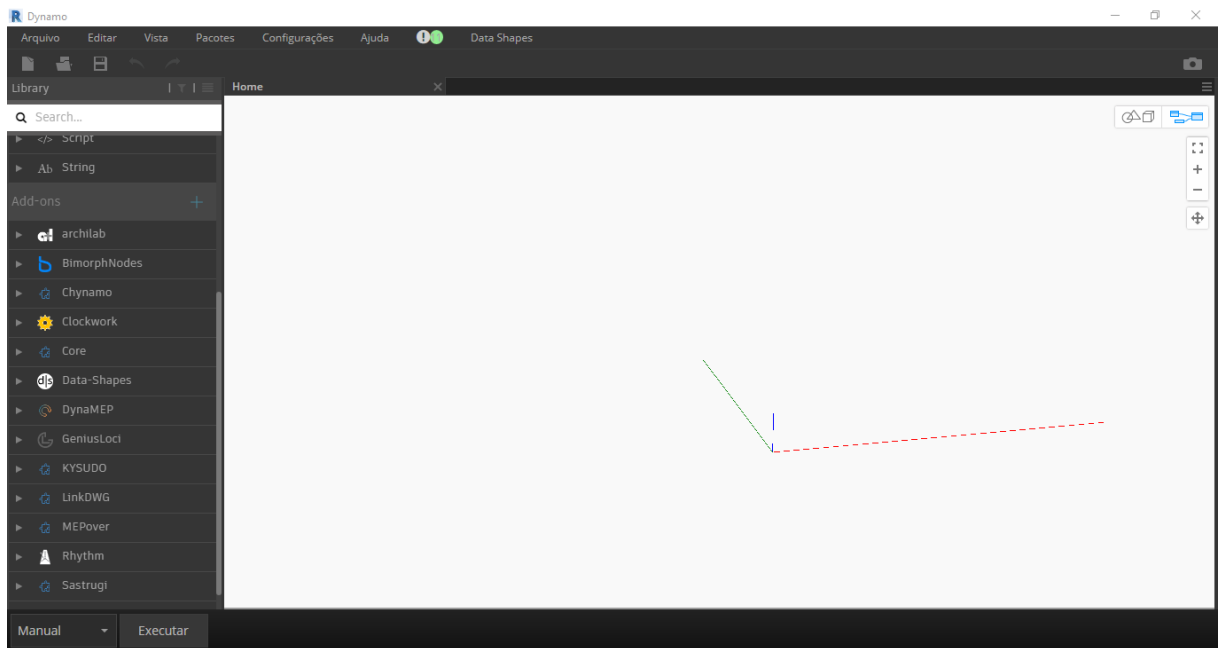 Dynamo
Arquivo Editar Vista Pacotes Configurações Ajuda Data Shapes
Library
Home
Search...
Script
Ab String
Add-ons
archilab
BimorphNodes
Chynamo
Clockwork
Core
d|s Data-Shapes
DynaMEP
GeniusLoci
KYSUDO
LinkDWG
MEPover
Rhythm
Sastrugi
Manual Executar